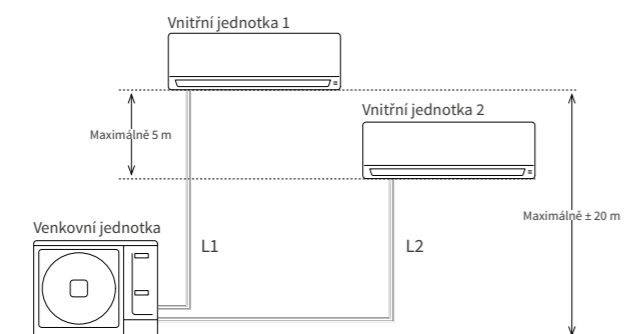 Vnitřní jednotka 1
Vnitřní jednotka 2
Maximálně 5 m
Maximálně ± 20 m
Venkovní jednotka
L1
L2